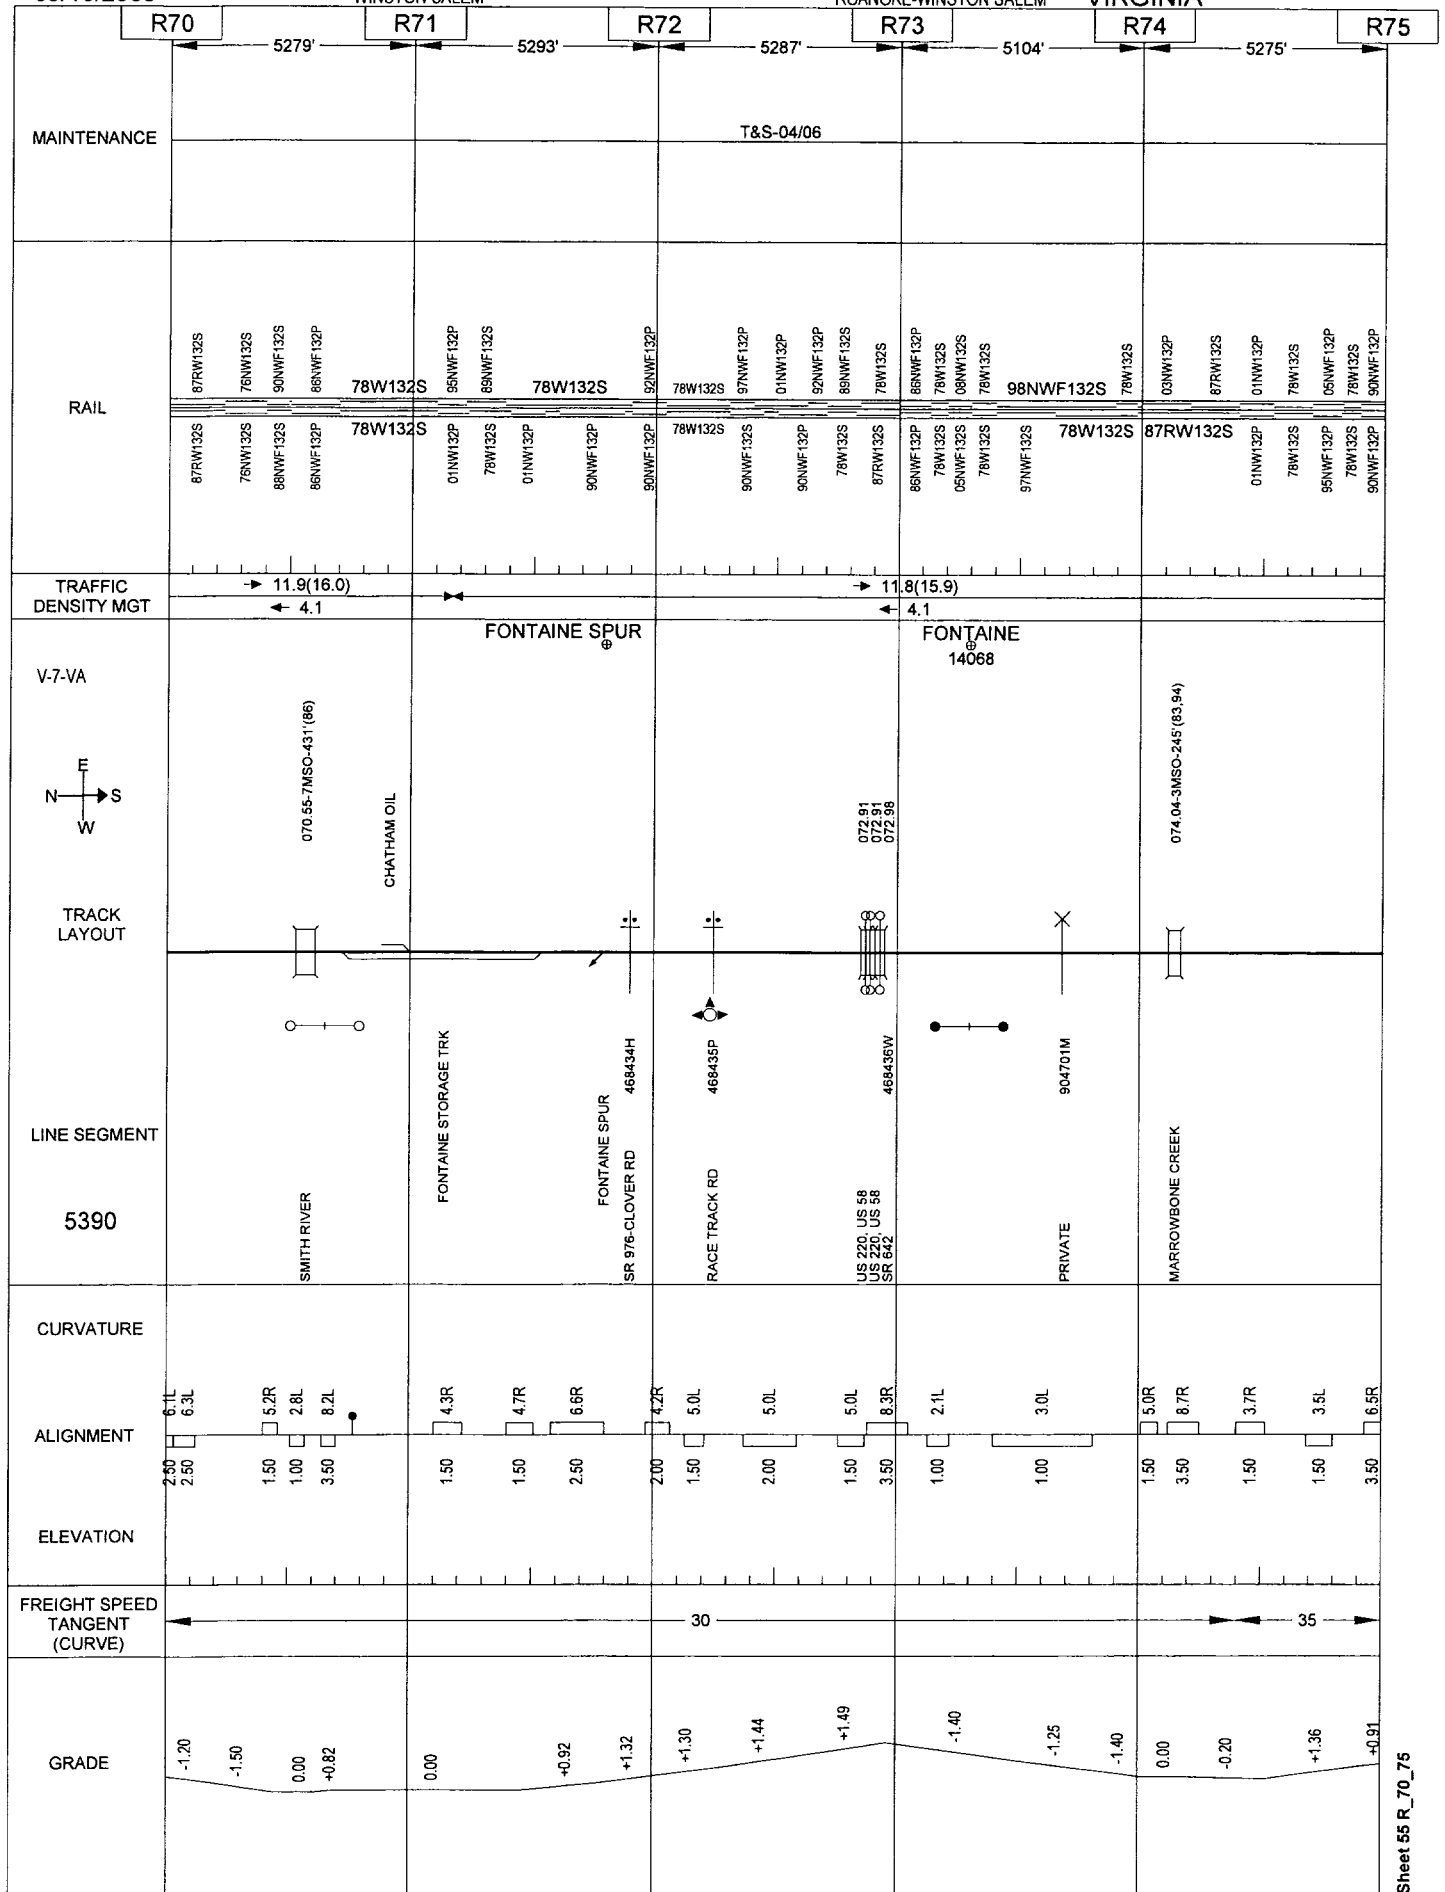 VIRGINIA
R70
R71
R72
R73
R74
R75
5279'
5293'
5287'
5104'
5275'
MAINTENANCE
T&S-04/06
RAIL
87RW132S
76NW132S
90NWF132S
86NWF132P
78W132S
95NWF132P
89NWF132S
78W132S
92NWF132P
78W132S
97NWF132P
01NW132P
92NWF132P
89NWF132S
78W132S
86NWF132P
78W132S
08NW132S
78W132S
98NWF132S
78W132S
03NW132P
87RW132S
01NW132P
78W132S
05NWF132P
78W132S
90NWF132P
87RW132S
76NW132S
88NWF132S
86NWF132P
78W132S
01NW132P
78W132S
01NW132P
90NWF132P
90NWF132P
78W132S
90NWF132S
90NWF132P
78W132S
87RW132S
86NWF132P
78W132S
05NWF132S
78W132S
97NWF132S
78W132S
87RW132S
01NW132P
78W132S
95NWF132P
78W132S
90NWF132P
TRAFFIC
DENSITY MGT
11.9(16.0)
4.1
11.8(15.9)
4.1
FONTAINE SPUR
FONTAINE
14068
V-7-VA
E
N
S
W
070.55-7MSO-431'(86)
CHATHAM OIL
072.91
072.91
072.98
074.04-3MSO-245'(83,94)
TRACK
LAYOUT
LINE SEGMENT
5390
SMITH RIVER
FONTAINE STORAGE TRK
FONTAINE SPUR
SR 976-CLOVER RD
468434H
RACE TRACK RD
468435P
US 220, US 58
US 220, US 58
SR 642
468436W
PRIVATE
904701M
MARROWBONE CREEK
CURVATURE
ALIGNMENT
ELEVATION
6.1L
6.3L
5.2R
2.8L
8.2L
4.3R
4.7R
6.6R
4.2R
5.0L
5.0L
5.0L
8.3R
2.1L
3.0L
5.0R
8.7R
3.7R
3.5L
6.5R
2.50
2.50
1.50
1.00
3.50
1.50
1.50
2.50
2.00
1.50
2.00
1.50
3.50
1.00
1.00
1.50
3.50
1.50
1.50
3.50
FREIGHT SPEED
TANGENT
(CURVE)
30
35
GRADE
-1.20
-1.50
0.00
+0.82
0.00
+0.92
+1.32
+1.30
+1.44
+1.49
-1.40
-1.25
-1.40
0.00
-0.20
+1.36
+0.91
Sheet 55 R_70_75